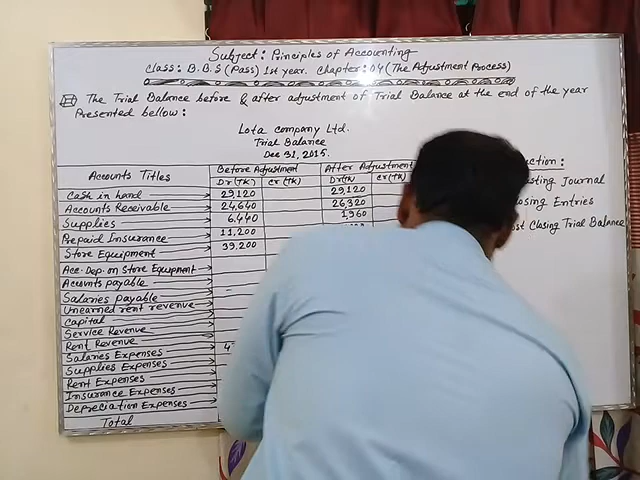 Subject: Principles of Accounting
Class: B.B.S (Pass) 1st year. Chapter: 04 (The Adjustment Process)
The Trial Balance before & after adjustment of Trial Balance at the end of the year
Presented bellow:
Lota Company Ltd.
Trial Balance
Dec 31, 2015.
Accounts Titles Before Adjustment After Adjustment
Dr (TK) Cr (TK) Dr (TK) Cr (TK)
Cash in hand 29,120 29,120
Accounts Receivable 24,640 26,320
Supplies 6,440 1,960
Prepaid Insurance 11,200
Store Equipment 39,200
Acc. Dep. on Store Equipment
Accounts payable
Salaries payable
Unearned rent revenue
Capital
Service Revenue
Rent Revenue
Salaries Expenses
Supplies Expenses
Rent Expenses
Insurance Expenses
Depreciation Expenses
Total
uction:
sting Journal
osing Entries
ost Closing Trial Balance